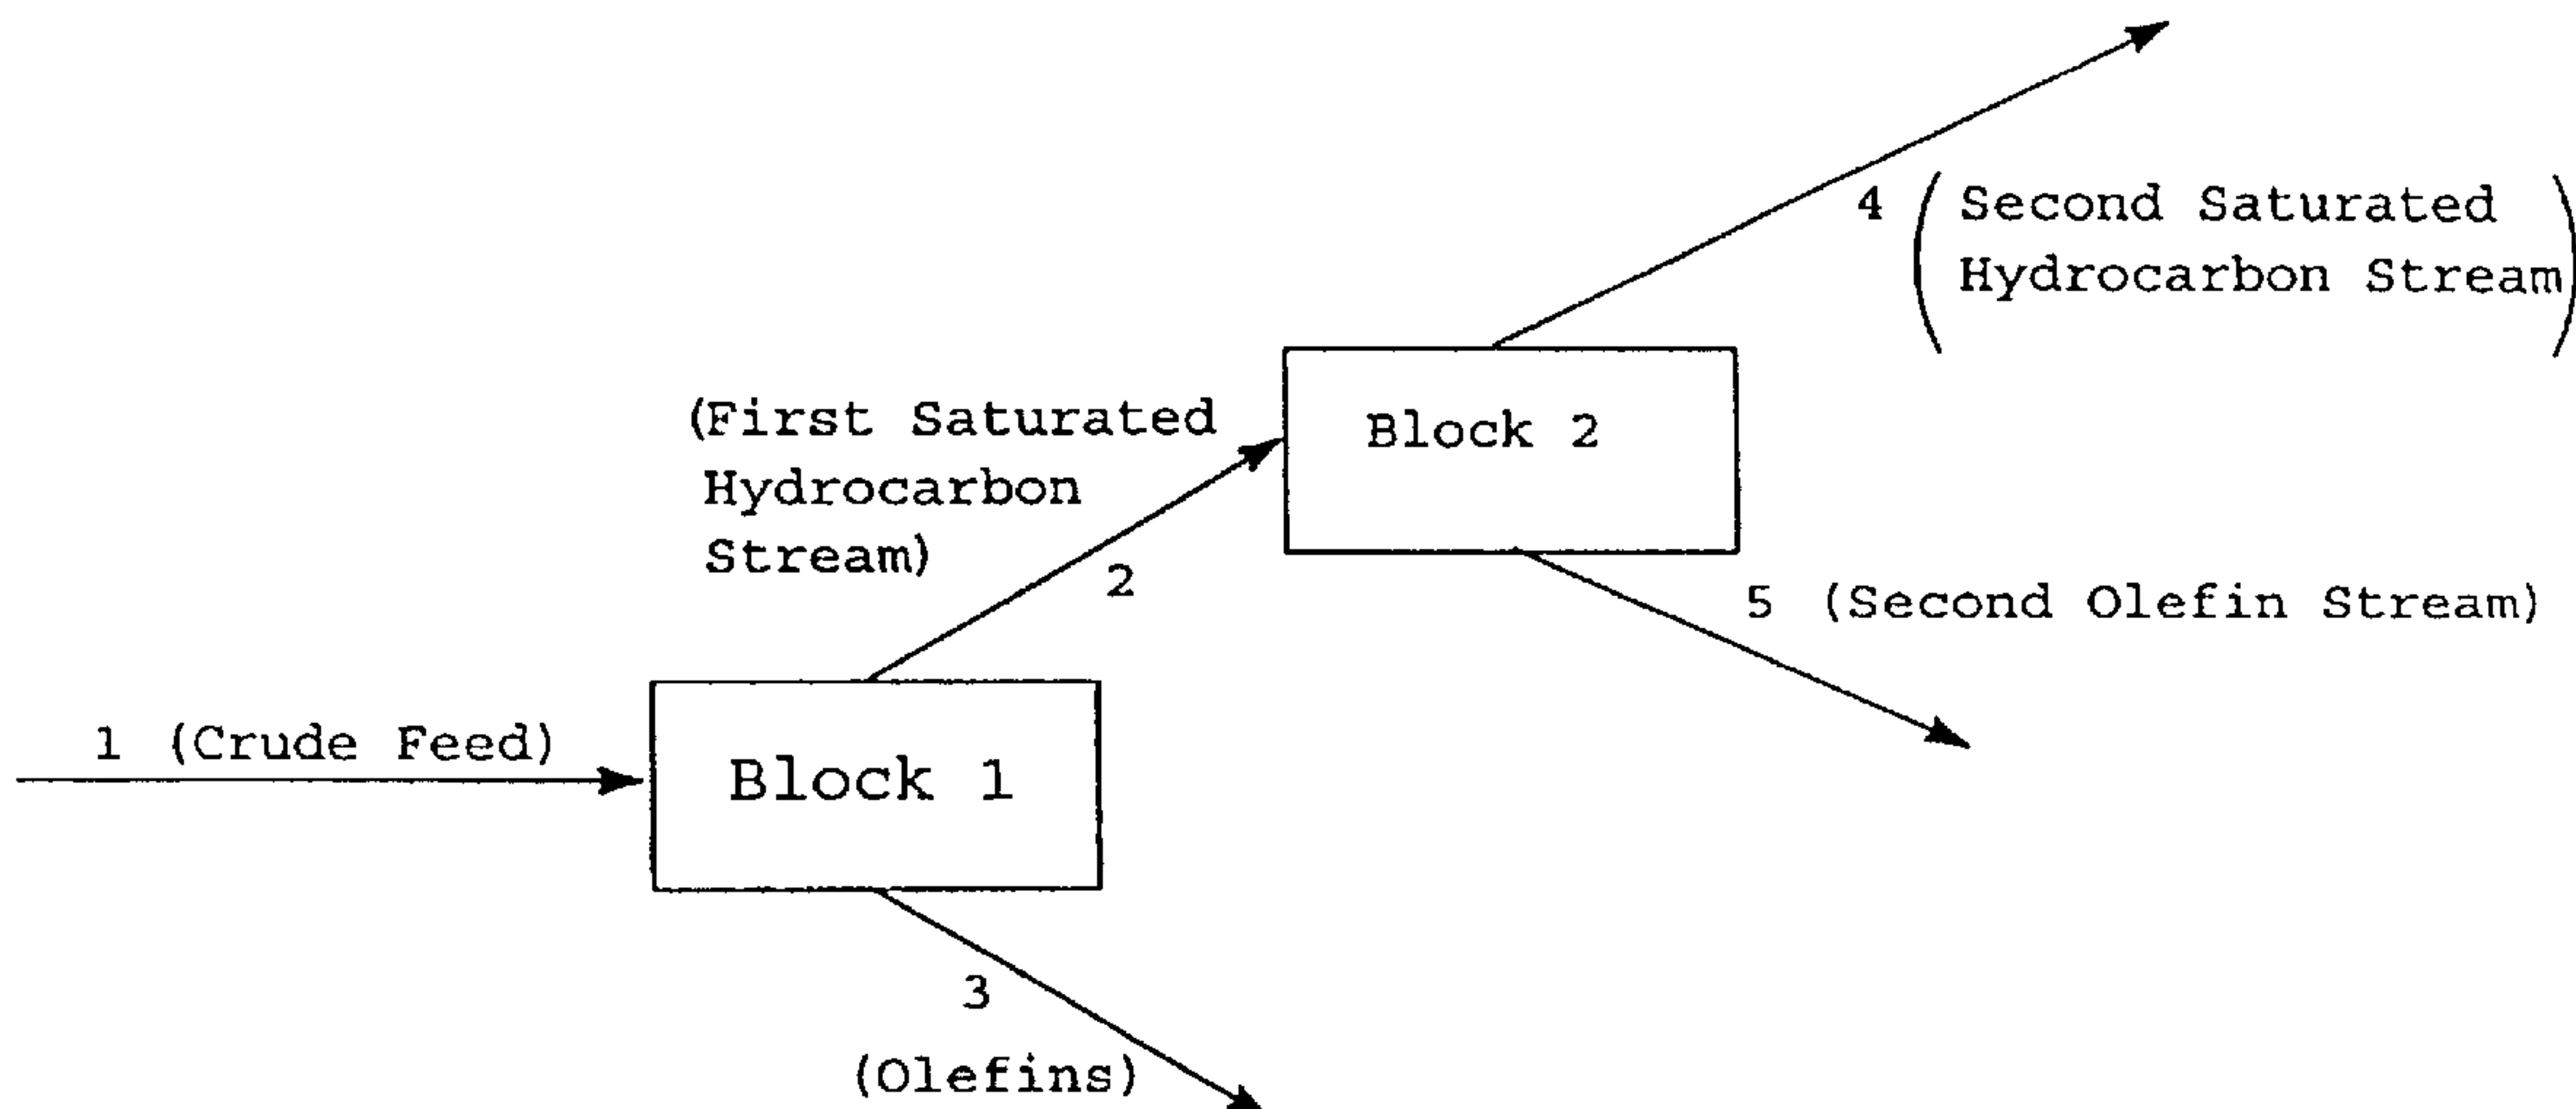 4 (Second Saturated
Hydrocarbon Stream)
(First Saturated
Hydrocarbon
Stream)
2
Block 2
5 (Second Olefin Stream)
1 (Crude Feed)
Block 1
3
(Olefins)